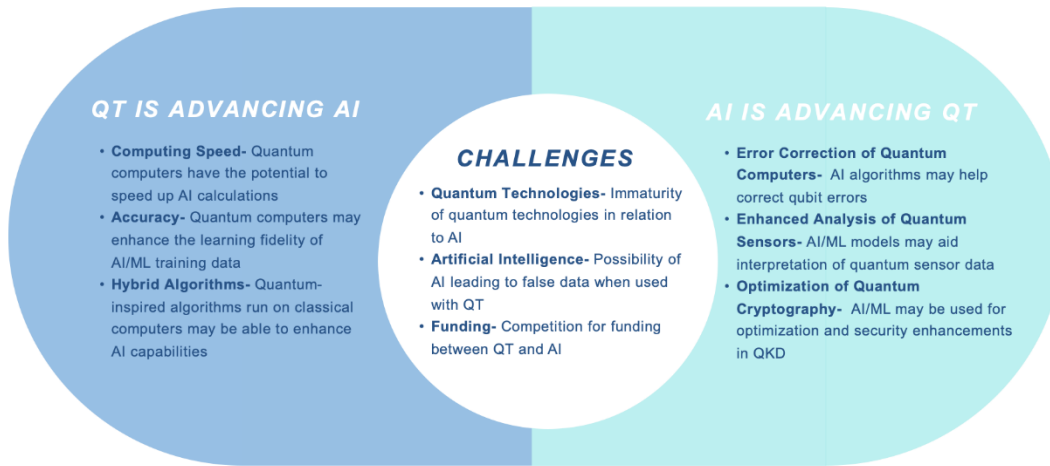 QT IS ADVANCING AI
• Computing Speed- Quantum
computers have the potential to
speed up AI calculations
• Accuracy- Quantum computers may
enhance the learning fidelity of
AI/ML training data
• Hybrid Algorithms- Quantum-
inspired algorithms run on classical
computers may be able to enhance
AI capabilities
CHALLENGES
• Quantum Technologies- Immaturity
of quantum technologies in relation
to AI
• Artificial Intelligence- Possibility of
AI leading to false data when used
with QT
• Funding- Competition for funding
between QT and AI
AI IS ADVANCING QT
• Error Correction of Quantum
Computers- AI algorithms may help
correct qubit errors
• Enhanced Analysis of Quantum
Sensors- AI/ML models may aid
interpretation of quantum sensor data
• Optimization of Quantum
Cryptography- AI/ML may be used for
optimization and security enhancements
in QKD